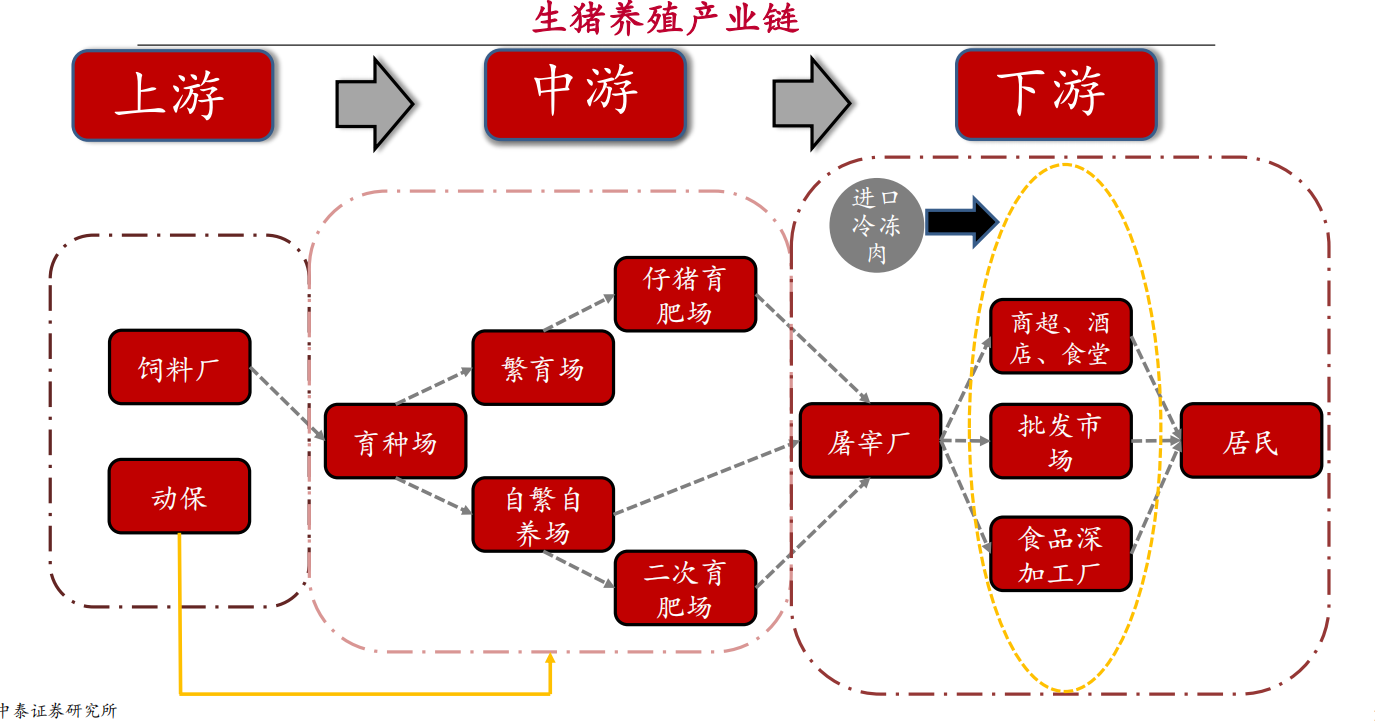 生猪养殖产业链
上游
中游
下游
进口
冷冻
肉
仔猪育
肥场
商超、酒
店、食堂
饲料厂
繁育场
育种场
屠宰厂
批发市
场
居民
动保
自繁自
养场
食品深
加工厂
二次育
肥场
中泰证券研究所